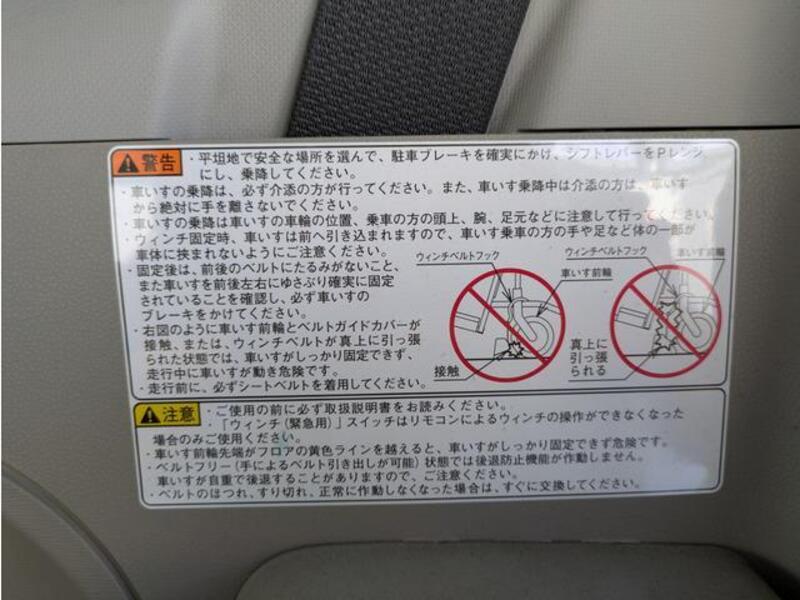 警告
・平坦地で安全な場所を選んで、駐車ブレーキを確実にかけ、シフトレバーをPレンジ
にし、乗降してください。
・車いすの乗降は、必ず介添の方が行ってください。また、車いす乗降中は介添の方は、車いす
から絶対に手を離さないでください。
・車いすの乗降は車いすの車輪の位置、乗車の方の頭上、腕、足元などに注意して行ってください。
・ウィンチ固定時、車いすは前へ引き込まれますので、車いす乗車の方の手や足など体の一部が
車体に挟まれないようにご注意ください。
・固定後は、前後のベルトにたるみがないこと、
また車いすを前後左右にゆさぶり確実に固定
されていることを確認し、必ず車いすの
ブレーキをかけてください。
・右図のように車いす前輪とベルトガイドカバーが
接触、または、ウィンチベルトが真上に引っ張
られた状態では、車いすがしっかり固定できず、
走行中に車いすが動き危険です。
・走行前に、必ずシートベルトを着用してください。
ウィンチベルトフック
車いす前輪
接触
ウィンチベルトフック
車いす前輪
真上に
引っ張
られる
注意
・ご使用の前に必ず取扱説明書をお読みください。
・「ウィンチ(緊急用)」スイッチはリモコンによるウィンチの操作ができなくなった
場合のみご使用ください。
・車いす前輪先端がフロアの黄色ラインを越えると、車いすがしっかり固定できず危険です。
・ベルトフリー(手によるベルト引き出しが可能)状態では後退防止機能が作動しません。
車いすが自重で後退することがありますので、ご注意ください。
・ベルトのほつれ、すり切れ、正常に作動しなくなった場合は、すぐに交換してください。